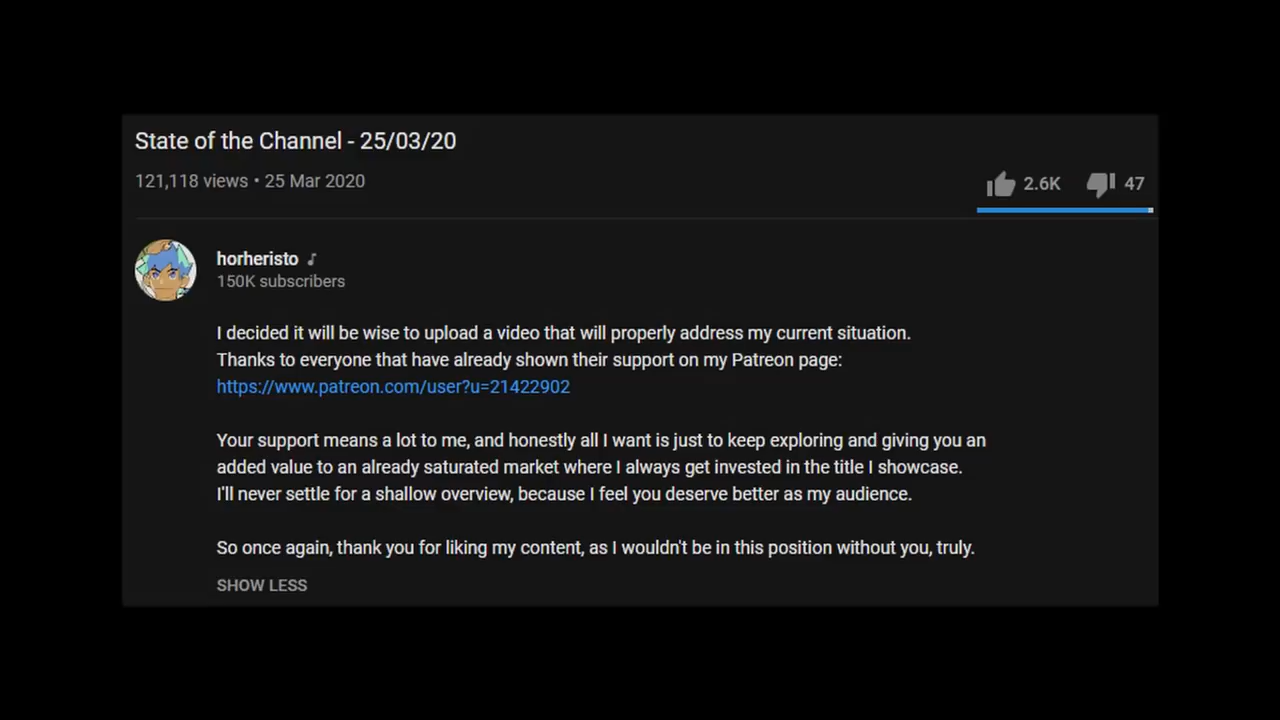 State of the Channel - 25/03/20
121,118 views • 25 Mar 2020
2.6K
47
horheristo ♪
150K subscribers
I decided it will be wise to upload a video that will properly address my current situation.
Thanks to everyone that have already shown their support on my Patreon page:
https://www.patreon.com/user?u=21422902
Your support means a lot to me, and honestly all I want is just to keep exploring and giving you an
added value to an already saturated market where I always get invested in the title I showcase.
I'll never settle for a shallow overview, because I feel you deserve better as my audience.
So once again, thank you for liking my content, as I wouldn't be in this position without you, truly.
SHOW LESS